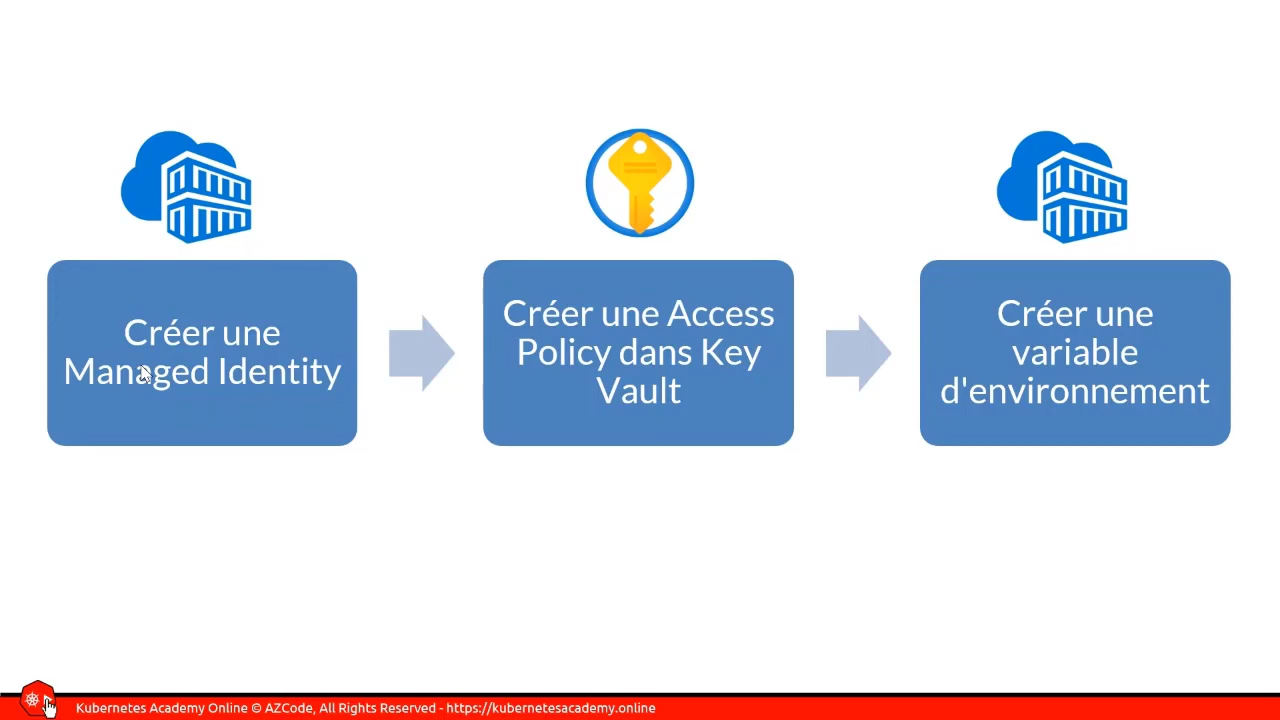 Créer une
Managed Identity
Créer une Access
Policy dans Key
Vault
Créer une
variable
d'environnement
Kubernetes Academy Online © AZCode, All Rights Reserved - https://kubernetesacademy.online